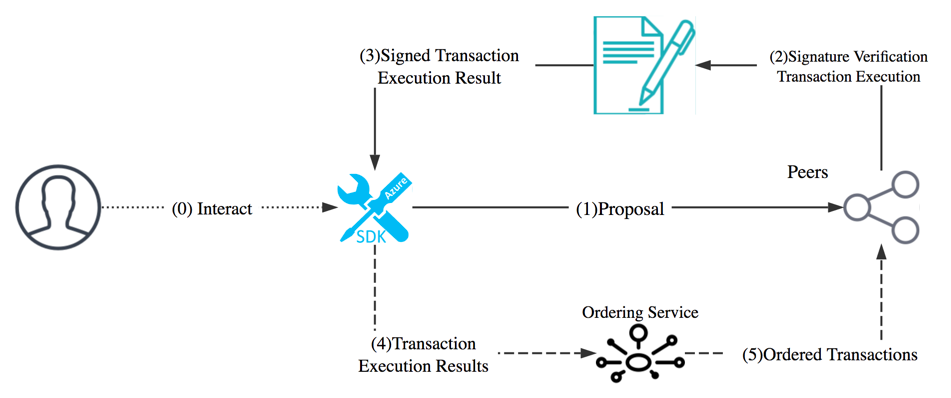 (3)Signed Transaction
Execution Result
(2)Signature Verification
Transaction Execution
Peers
(0) Interact
Azure
SDK
(1)Proposal
Ordering Service
(4)Transaction
Execution Results
(5)Ordered Transactions